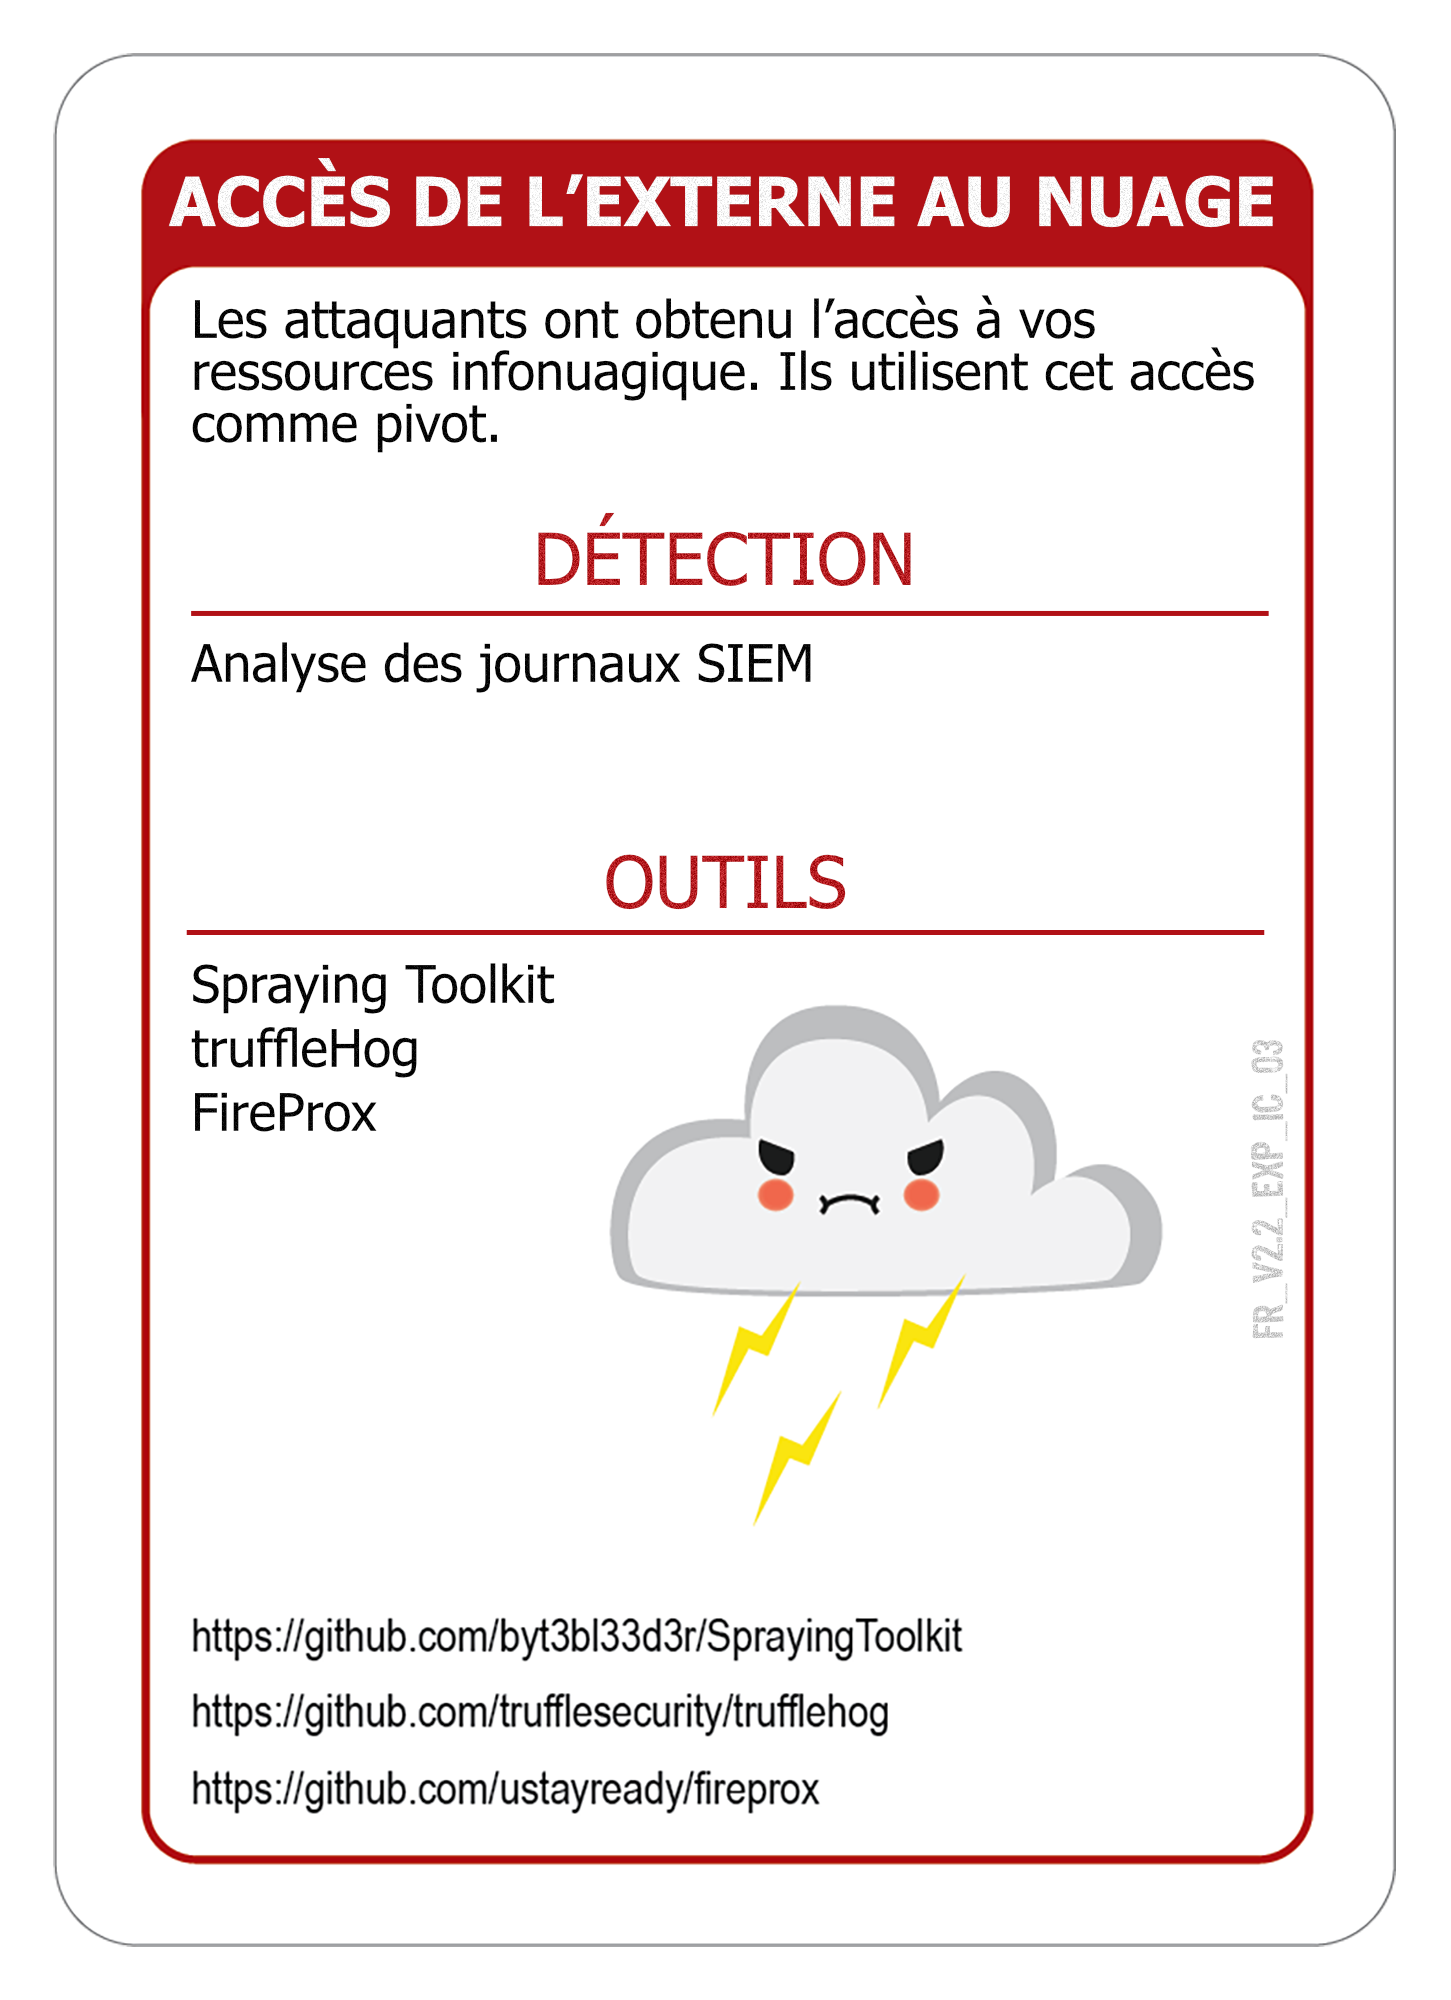 ACCÈS DE L’EXTERNE AU NUAGE
Les attaquants ont obtenu l’accès à vos
ressources infonuagique. Ils utilisent cet accès
comme pivot.
DÉTECTION
Analyse des journaux SIEM
OUTILS
Spraying Toolkit
truffleHog
FireProx
FR_V2.2_EXP_IC_03
https://github.com/byt3bl33d3r/SprayingToolkit
https://github.com/trufflesecurity/trufflehog
https://github.com/ustayready/fireprox